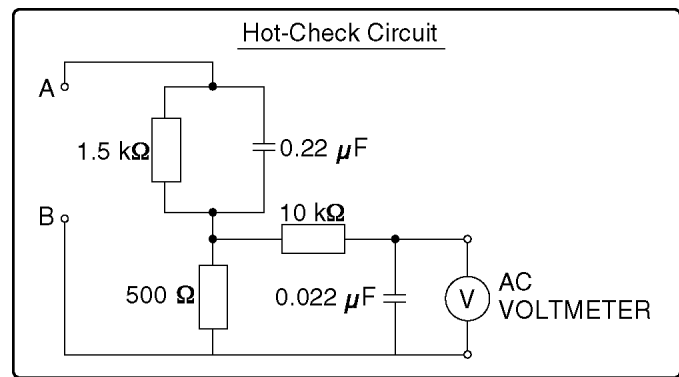 Hot-Check Circuit
A
1.5 kΩ
0.22 µF
B
10 kΩ
500 Ω
0.022 µF
V
AC
VOLTMETER